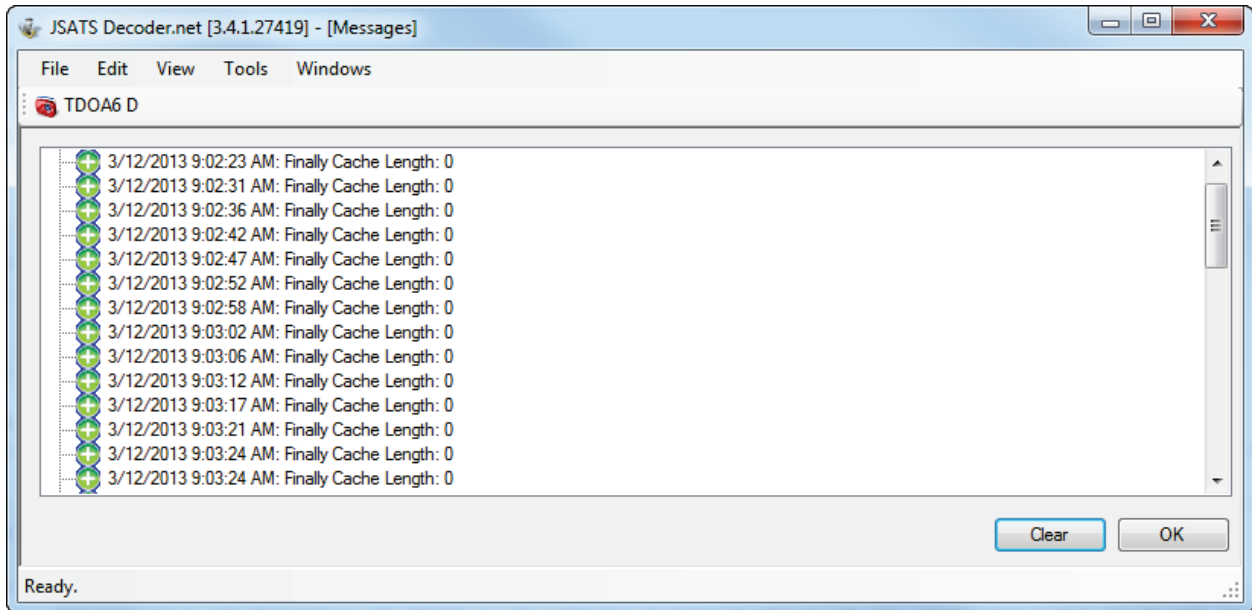 JSATS Decoder.net [3.4.1.27419] - [Messages]
File Edit View Tools Windows
TDOA6 D
3/12/2013 9:02:23 AM: Finally Cache Length: 0
3/12/2013 9:02:31 AM: Finally Cache Length: 0
3/12/2013 9:02:36 AM: Finally Cache Length: 0
3/12/2013 9:02:42 AM: Finally Cache Length: 0
3/12/2013 9:02:47 AM: Finally Cache Length: 0
3/12/2013 9:02:52 AM: Finally Cache Length: 0
3/12/2013 9:02:58 AM: Finally Cache Length: 0
3/12/2013 9:03:02 AM: Finally Cache Length: 0
3/12/2013 9:03:06 AM: Finally Cache Length: 0
3/12/2013 9:03:12 AM: Finally Cache Length: 0
3/12/2013 9:03:17 AM: Finally Cache Length: 0
3/12/2013 9:03:21 AM: Finally Cache Length: 0
3/12/2013 9:03:24 AM: Finally Cache Length: 0
3/12/2013 9:03:24 AM: Finally Cache Length: 0
Clear OK
Ready.